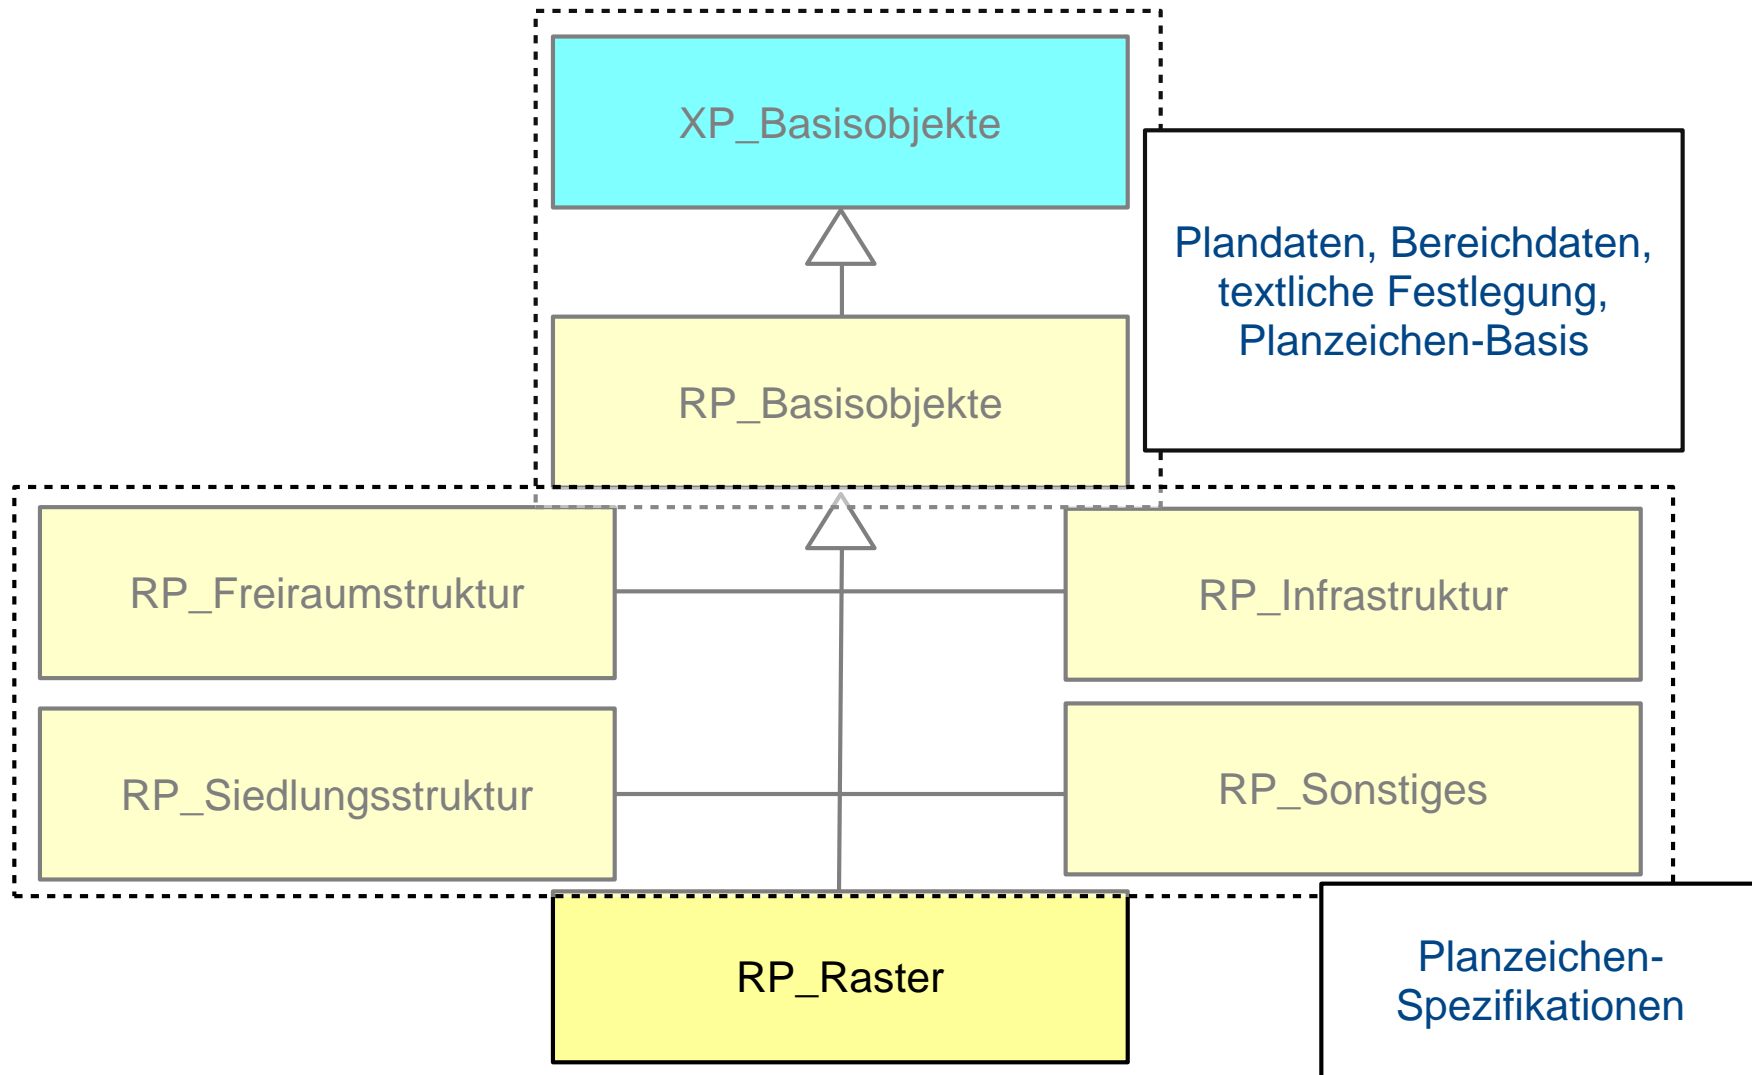 XP_Basisobjekte
Plandaten, Bereichdaten,
textliche Festlegung,
Planzeichen-Basis
RP_Basisobjekte
RP_Freiraumstruktur
RP_Infrastruktur
RP_Siedlungsstruktur
RP_Sonstiges
RP_Raster
Planzeichen-
Spezifikationen